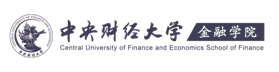 中央财经大学 金融学院
Central University of Finance and Economics School of Finance